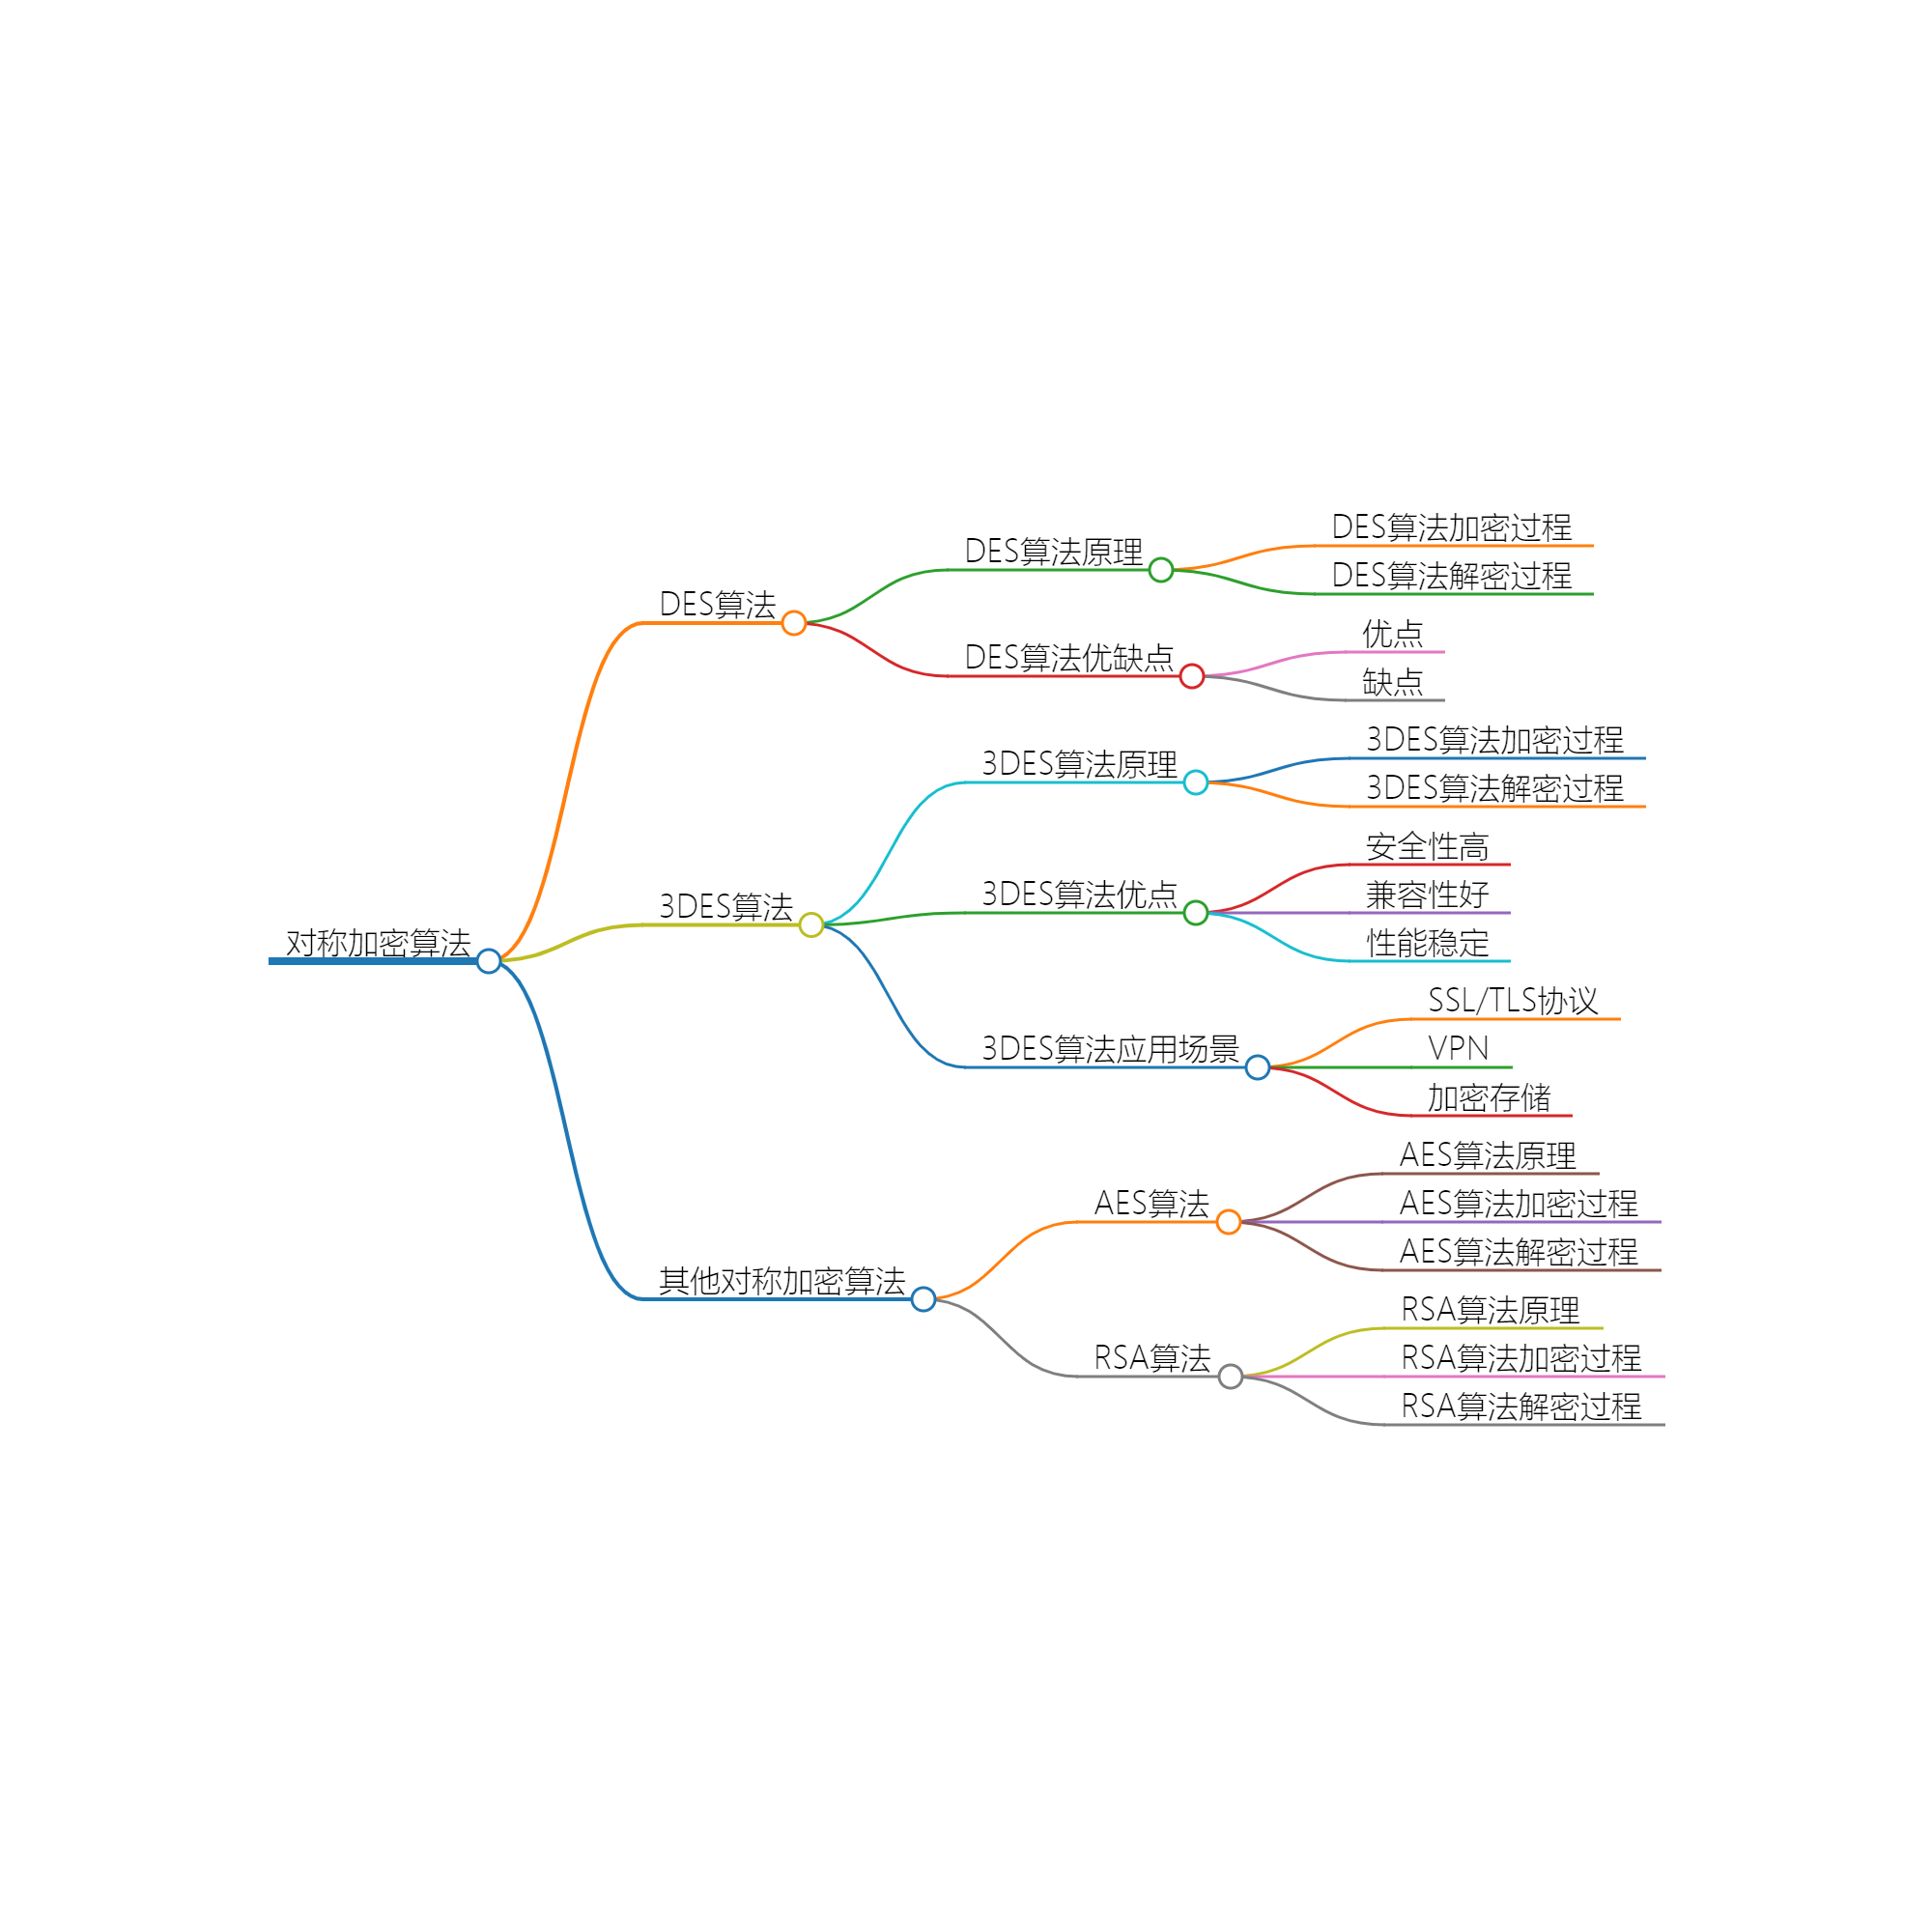 对称加密算法
DES算法
DES算法原理
DES算法加密过程
DES算法解密过程
DES算法优缺点
优点
缺点
3DES算法
3DES算法原理
3DES算法加密过程
3DES算法解密过程
3DES算法优点
安全性高
兼容性好
性能稳定
3DES算法应用场景
SSL/TLS协议
VPN
加密存储
其他对称加密算法
AES算法
AES算法原理
AES算法加密过程
AES算法解密过程
RSA算法
RSA算法原理
RSA算法加密过程
RSA算法解密过程